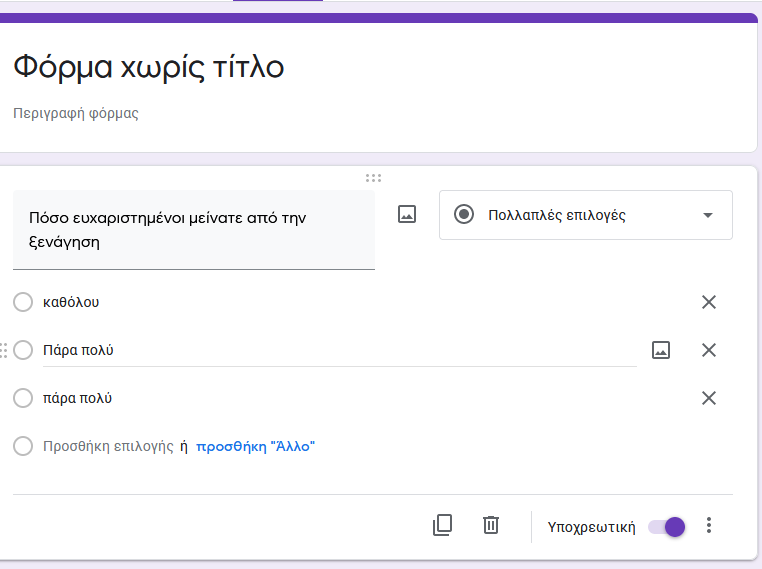 Φόρμα χωρίς τίτλο
Περιγραφή φόρμας
Πόσο ευχαριστημένοι μείνατε από την
ξενάγηση
Πολλαπλές επιλογές
καθόλου
Πάρα πολύ
πάρα πολύ
Προσθήκη επιλογής ή προσθήκη "Άλλο"
Υποχρεωτική